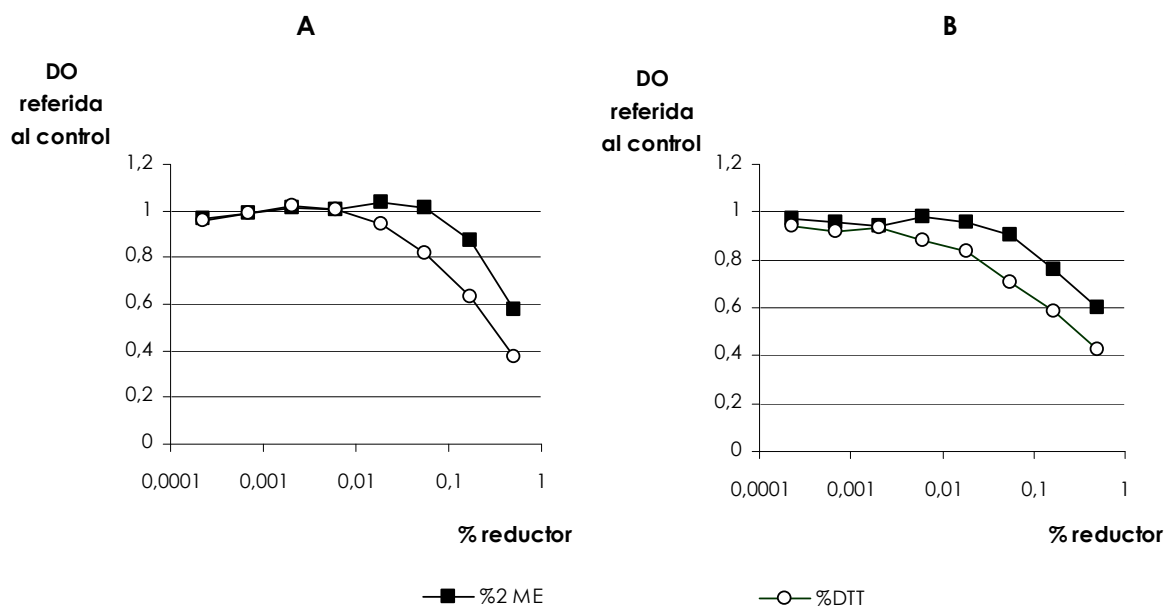 A
DO
referida
al control
1,2
1
0,8
0,6
0,4
0,2
0
0,0001 0,001 0,01 0,1 1
% reductor
B
DO
referida
al control
1,2
1
0,8
0,6
0,4
0,2
0
0,0001 0,001 0,01 0,1 1
% reductor
%2 ME %DTT